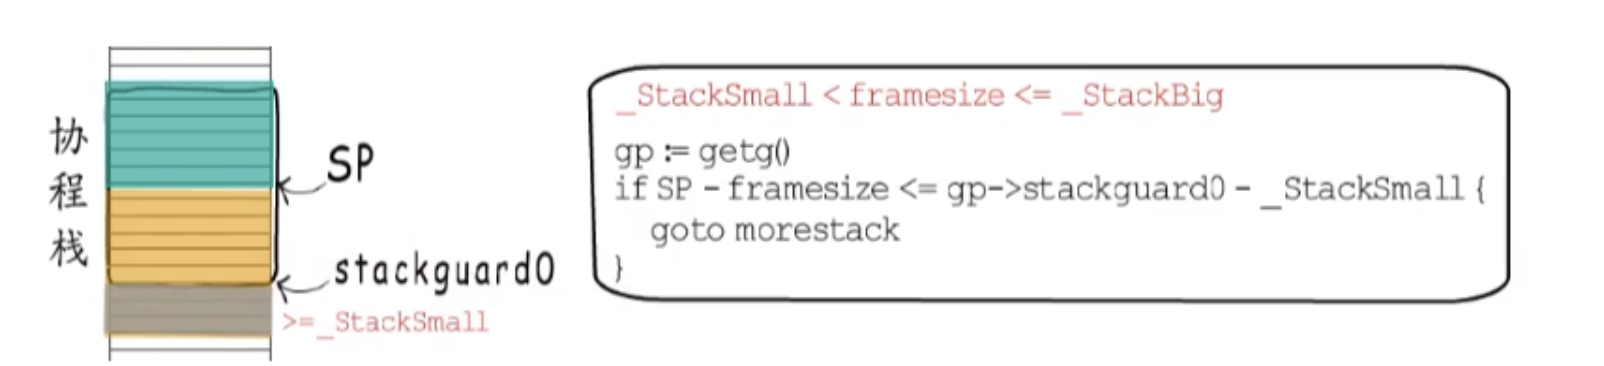 协
程
栈
SP
stackguard0
>=_StackSmall
_StackSmall < framesize <= _StackBig
gp := getg()
if SP - framesize <= gp->stackguard0 - _StackSmall {
goto morestack
}